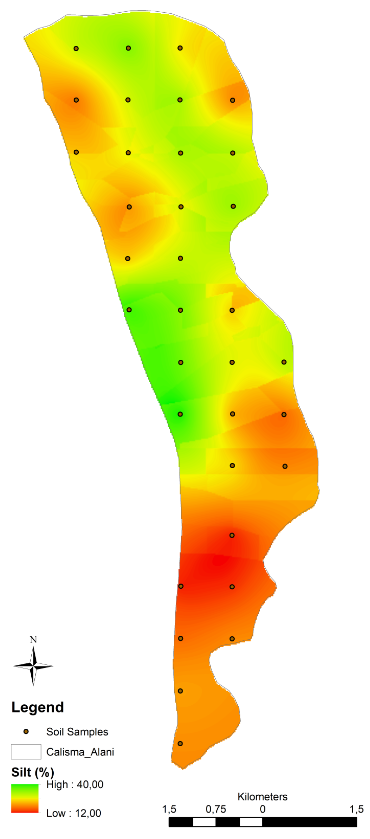 N
Legend
Soil Samples
Calisma_Alani
Silt (%)
High : 40,00
Low : 12,00
Kilometers
1,5 0,75 0 1,5